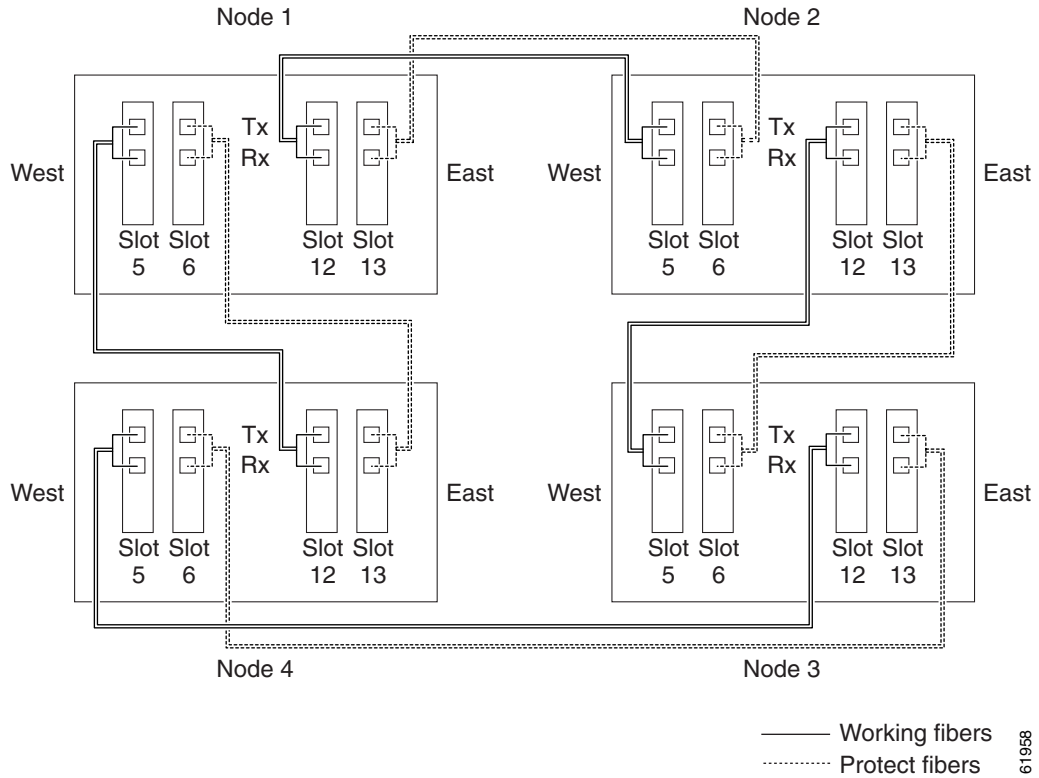 Node 1
Node 2
Tx
Rx
Tx
Rx
West
East
West
East
Slot Slot
5 6
Slot Slot
12 13
Slot Slot
5 6
Slot Slot
12 13
Tx
Rx
Tx
Rx
West
East
West
East
Slot Slot
5 6
Slot Slot
12 13
Slot Slot
5 6
Slot Slot
12 13
Node 4
Node 3
Working fibers
Protect fibers
61958